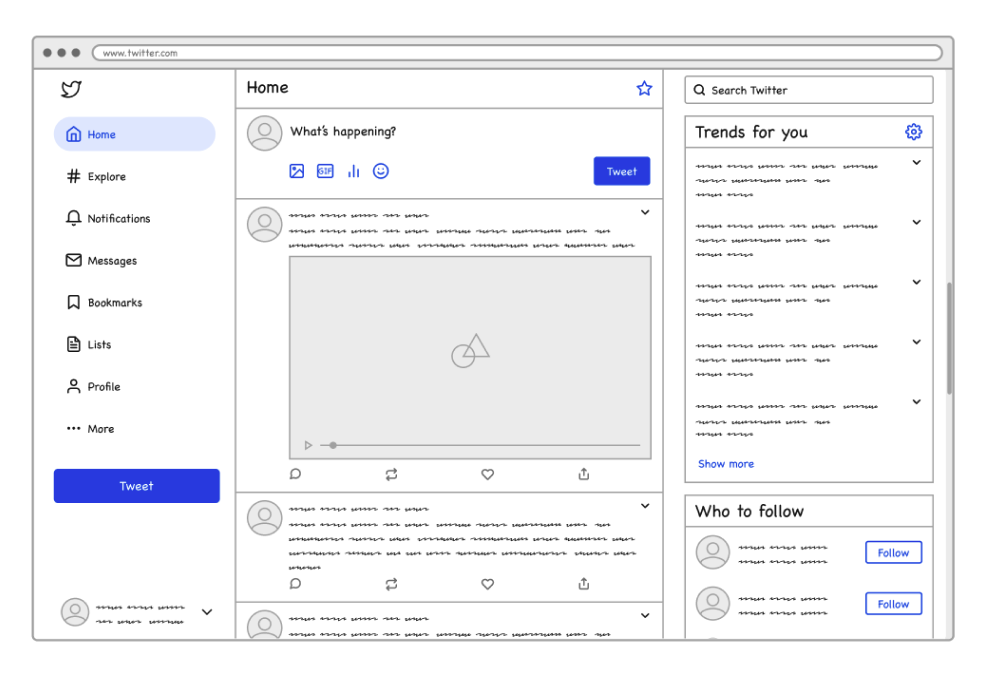 www.twitter.com
Home
Explore
Notifications
Messages
Bookmarks
Lists
Profile
More
Tweet
Home
What's happening?
GIF
Tweet
Search Twitter
Trends for you
Show more
Who to follow
Follow
Follow